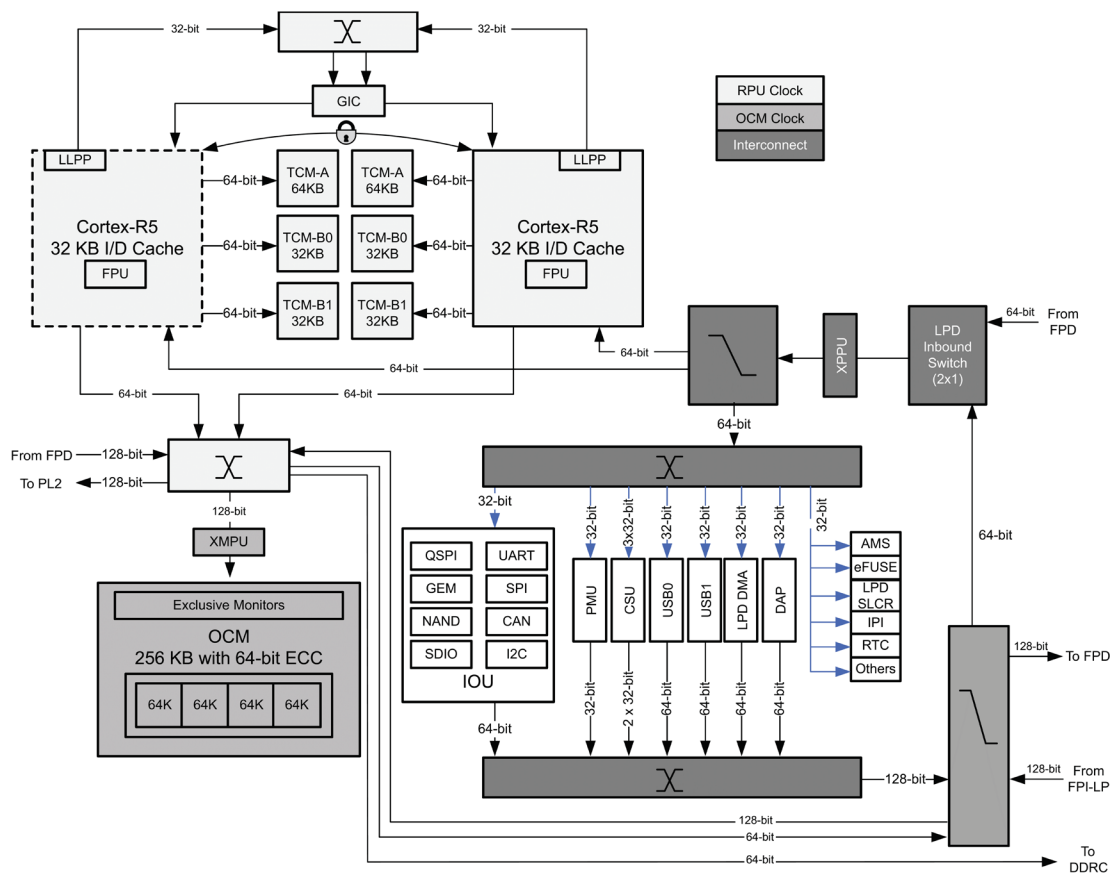 32-bit
32-bit
GIC
RPU Clock
OCM Clock
Interconnect
LLPP
Cortex-R5
32 KB I/D Cache
FPU
64-bit
64-bit
64-bit
TCM-A
64KB
TCM-A
64KB
TCM-B0
32KB
TCM-B0
32KB
TCM-B1
32KB
TCM-B1
32KB
64-bit
64-bit
64-bit
LLPP
Cortex-R5
32 KB I/D Cache
FPU
64-bit
64-bit
XPPU
LPD
Inbound
Switch
(2x1)
64-bit
From
FPD
64-bit
64-bit
64-bit
From FPD
128-bit
To PL2
128-bit
128-bit
XMPU
Exclusive Monitors
OCM
256 KB with 64-bit ECC
64K
64K
64K
64K
32-bit
QSPI
UART
GEM
SPI
NAND
CAN
SDIO
I2C
IOU
64-bit
32-bit
3x32-bit
32-bit
32-bit
32-bit
32-bit
32-bit
PMU
CSU
USB0
USB1
LPD DMA
DAP
32-bit
2 x 32-bit
64-bit
64-bit
64-bit
64-bit
AMS
eFUSE
LPD
SLCR
IPI
RTC
Others
64-bit
128-bit
To FPD
128-bit
From
FPI-LP
128-bit
128-bit
64-bit
64-bit
To
DDRC